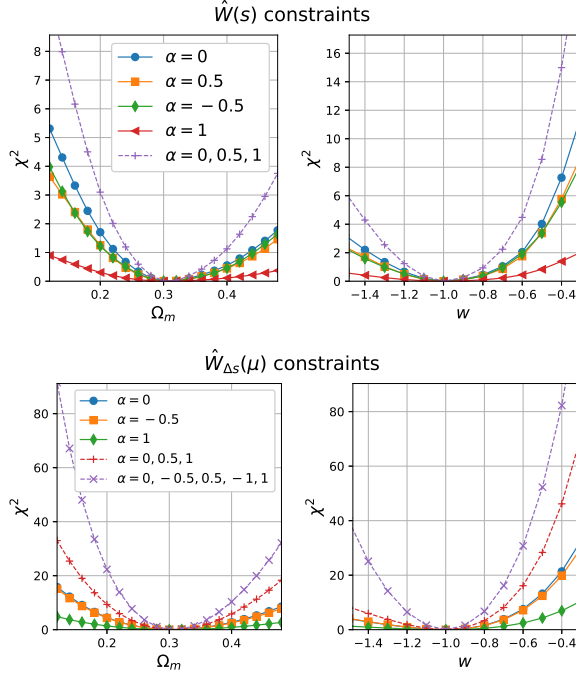 Ŵ(s) constraints
χ²
8
7
6
5
4
3
2
1
0
α = 0
α = 0.5
α = −0.5
α = 1
α = 0, 0.5, 1
0.2 0.3 0.4
Ωₘ
χ²
16
14
12
10
8
6
4
2
0
−1.4 −1.2 −1.0 −0.8 −0.6 −0.4
w
Ŵ_Δs(μ) constraints
χ²
80
60
40
20
0
α = 0
α = −0.5
α = 1
α = 0, 0.5, 1
α = 0, −0.5, 0.5, −1, 1
0.2 0.3 0.4
Ωₘ
χ²
80
60
40
20
0
−1.4 −1.2 −1.0 −0.8 −0.6 −0.4
w